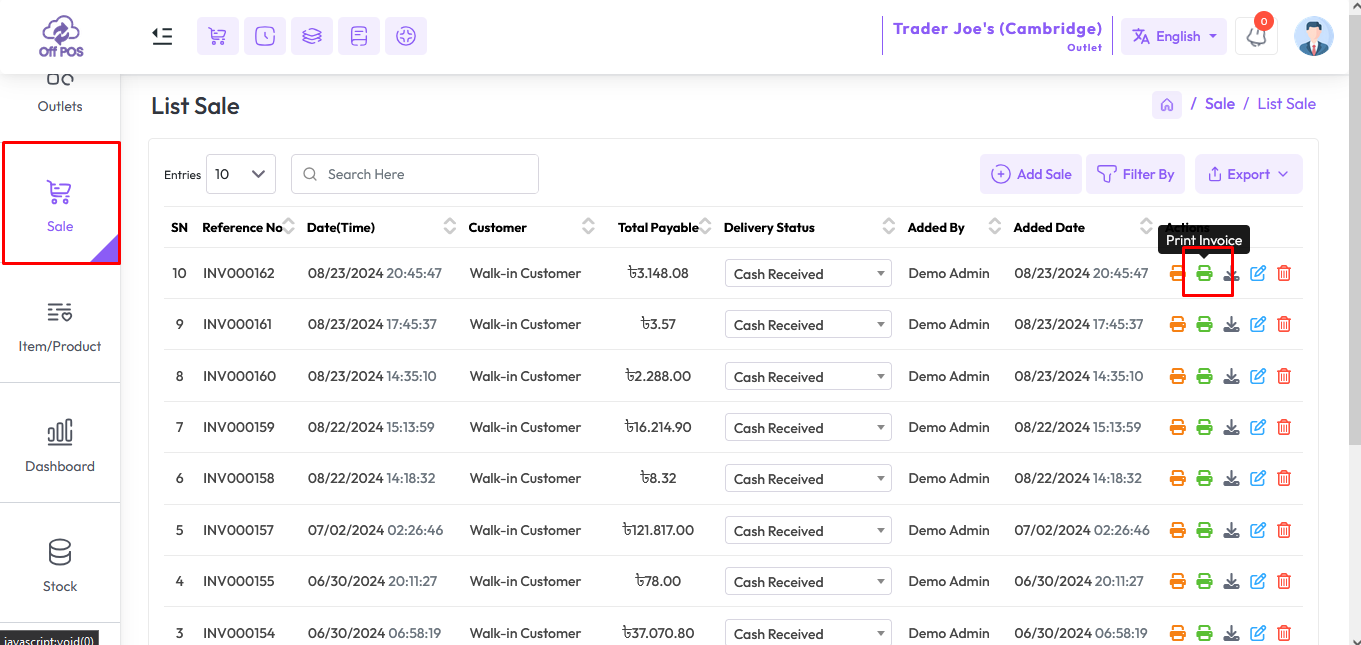 Off POS
Trader Joe's (Cambridge)
Outlet
English
0
Outlets
Sale
Item/Product
Dashboard
Stock
javascript:void(0)
List Sale
/ Sale / List Sale
Entries 10 Search Here Add Sale Filter By Export
SN Reference No Date(Time) Customer Total Payable Delivery Status Added By Added Date Actions
Print Invoice
10 INV000162 08/23/2024 20:45:47 Walk-in Customer ৳3,148.08 Cash Received Demo Admin 08/23/2024 20:45:47
9 INV000161 08/23/2024 17:45:37 Walk-in Customer ৳3.57 Cash Received Demo Admin 08/23/2024 17:45:37
8 INV000160 08/23/2024 14:35:10 Walk-in Customer ৳2,288.00 Cash Received Demo Admin 08/23/2024 14:35:10
7 INV000159 08/22/2024 15:13:59 Walk-in Customer ৳16,214.90 Cash Received Demo Admin 08/22/2024 15:13:59
6 INV000158 08/22/2024 14:18:32 Walk-in Customer ৳8.32 Cash Received Demo Admin 08/22/2024 14:18:32
5 INV000157 07/02/2024 02:26:46 Walk-in Customer ৳121,817.00 Cash Received Demo Admin 07/02/2024 02:26:46
4 INV000155 06/30/2024 20:11:27 Walk-in Customer ৳78.00 Cash Received Demo Admin 06/30/2024 20:11:27
3 INV000154 06/30/2024 06:58:19 Walk-in Customer ৳37,070.80 Cash Received Demo Admin 06/30/2024 06:58:19